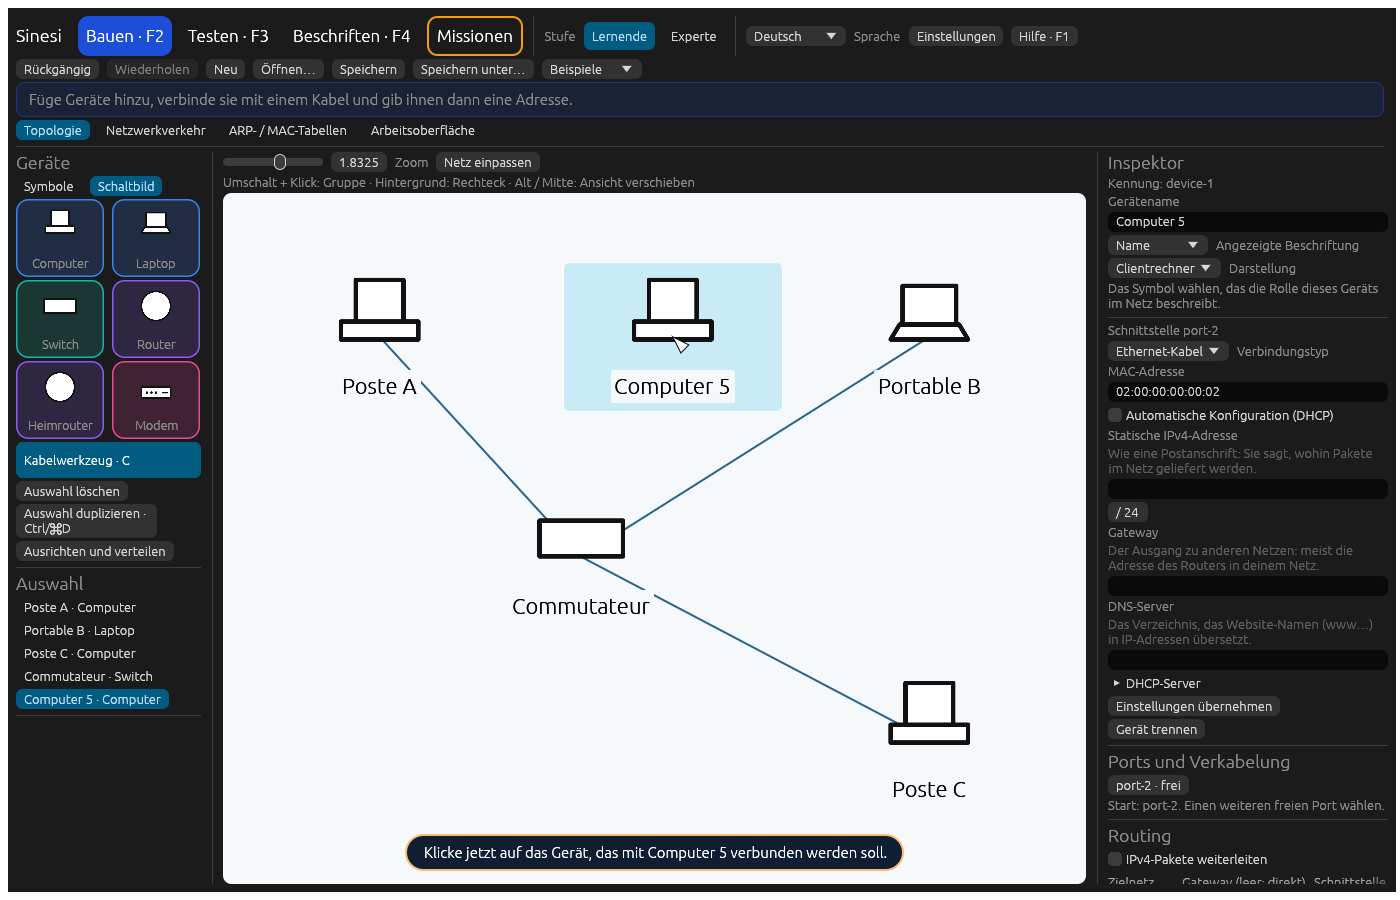 Sinesi Bauen · F2 Testen · F3 Beschriften · F4 Missionen Stufe Lernende Experte Deutsch Sprache Einstellungen Hilfe · F1
Rückgängig Wiederholen Neu Öffnen... Speichern Speichern unter... Beispiele
Füge Geräte hinzu, verbinde sie mit einem Kabel und gib ihnen dann eine Adresse.
Topologie Netzwerkverkehr ARP- / MAC-Tabellen Arbeitsoberfläche
Geräte
Symbole Schaltbild
Computer Laptop
Switch Router
Heimrouter Modem
Kabelwerkzeug · C
Auswahl löschen
Auswahl duplizieren ·
Ctrl/⌘D
Ausrichten und verteilen
Auswahl
Poste A · Computer
Portable B · Laptop
Poste C · Computer
Commutateur · Switch
Computer 5 · Computer
1.8325 Zoom Netz einpassen
Umschalt + Klick: Gruppe · Hintergrund: Rechteck · Alt / Mitte: Ansicht verschieben
Poste A
Computer 5
Portable B
Commutateur
Poste C
Klicke jetzt auf das Gerät, das mit Computer 5 verbunden werden soll.
Inspektor
Kennung: device-1
Gerätename
Computer 5
Name Angezeigte Beschriftung
Clientrechner Darstellung
Das Symbol wählen, das die Rolle dieses Geräts
im Netz beschreibt.
Schnittstelle port-2
Ethernet-Kabel Verbindungstyp
MAC-Adresse
02:00:00:00:00:02
Automatische Konfiguration (DHCP)
Statische IPv4-Adresse
Wie eine Postanschrift: Sie sagt, wohin Pakete
im Netz geliefert werden.
/ 24
Gateway
Der Ausgang zu anderen Netzen: meist die
Adresse des Routers in deinem Netz.
DNS-Server
Das Verzeichnis, das Website-Namen (www...)
in IP-Adressen übersetzt.
DHCP-Server
Einstellungen übernehmen
Gerät trennen
Ports und Verkabelung
port-2 · frei
Start: port-2. Einen weiteren freien Port wählen.
Routing
IPv4-Pakete weiterleiten
Zielnetz Gateway (leer: direkt) Schnittstelle